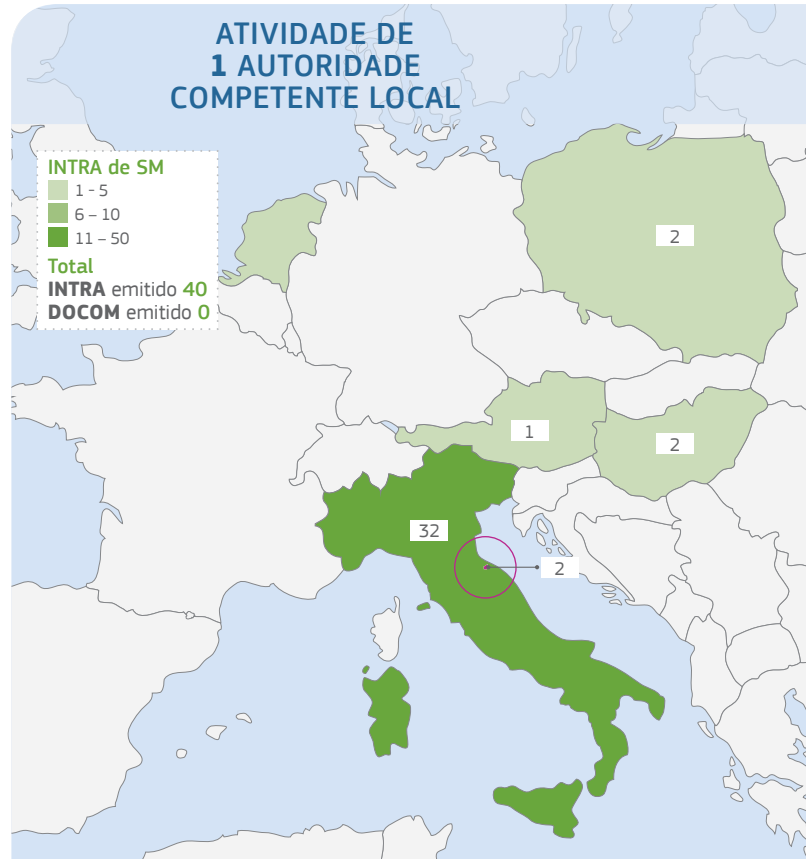 ATIVIDADE DE
1 AUTORIDADE
COMPETENTE LOCAL
INTRA de SM
1 - 5
6 – 10
11 – 50
Total
INTRA emitido 40
DOCOM emitido 0
2
1
2
32
2